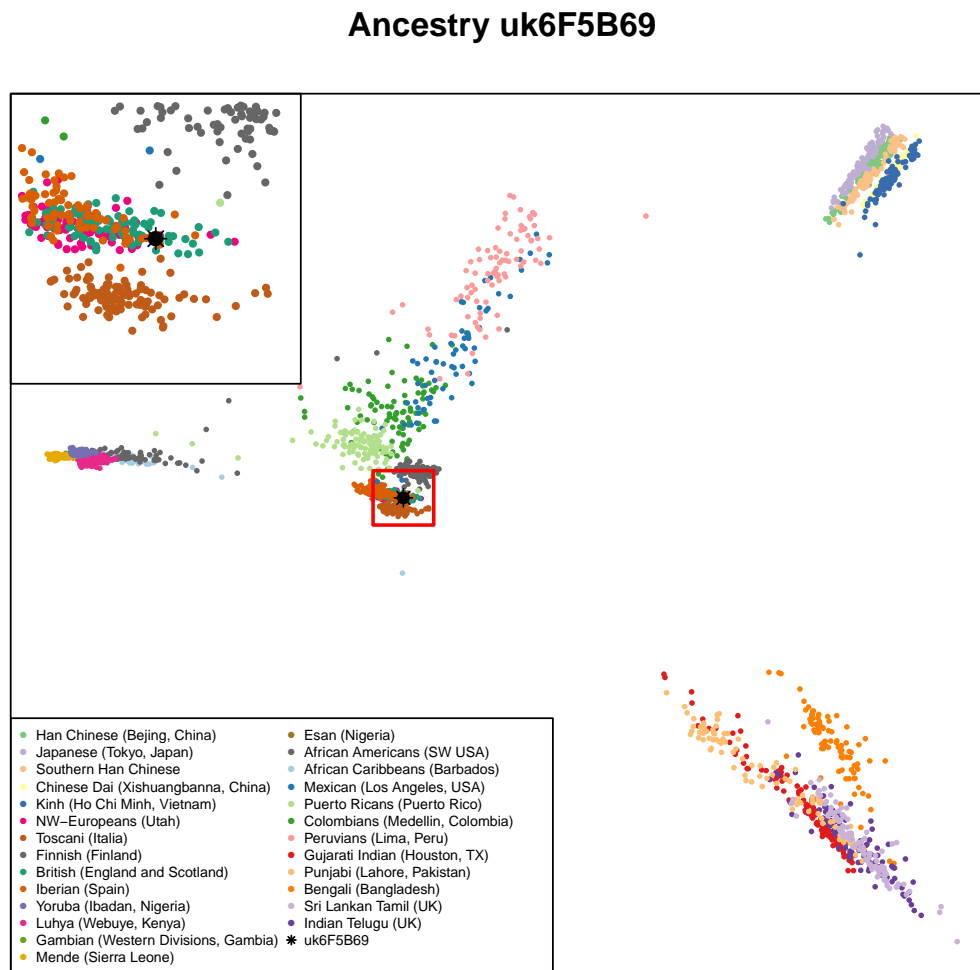 Ancestry uk6F5B69
Han Chinese (Bejing, China)
Japanese (Tokyo, Japan)
Southern Han Chinese
Chinese Dai (Xishuangbanna, China)
Kinh (Ho Chi Minh, Vietnam)
NW−Europeans (Utah)
Toscani (Italia)
Finnish (Finland)
British (England and Scotland)
Iberian (Spain)
Yoruba (Ibadan, Nigeria)
Luhya (Webuye, Kenya)
Gambian (Western Divisions, Gambia)
Mende (Sierra Leone)
Esan (Nigeria)
African Americans (SW USA)
African Caribbeans (Barbados)
Mexican (Los Angeles, USA)
Puerto Ricans (Puerto Rico)
Colombians (Medellin, Colombia)
Peruvians (Lima, Peru)
Gujarati Indian (Houston, TX)
Punjabi (Lahore, Pakistan)
Bengali (Bangladesh)
Sri Lankan Tamil (UK)
Indian Telugu (UK)
uk6F5B69